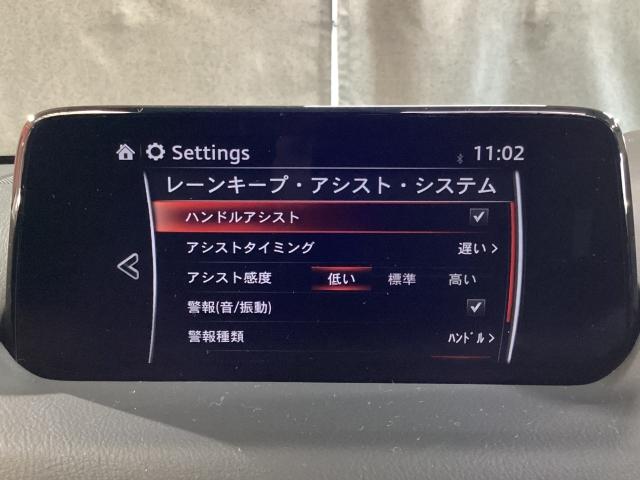 Settings 11:02
レーンキープ・アシスト・システム
ハンドルアシスト
アシストタイミング 遅い
アシスト感度 低い 標準 高い
警報(音/振動)
警報種類 ﾊﾝﾄﾞﾙ